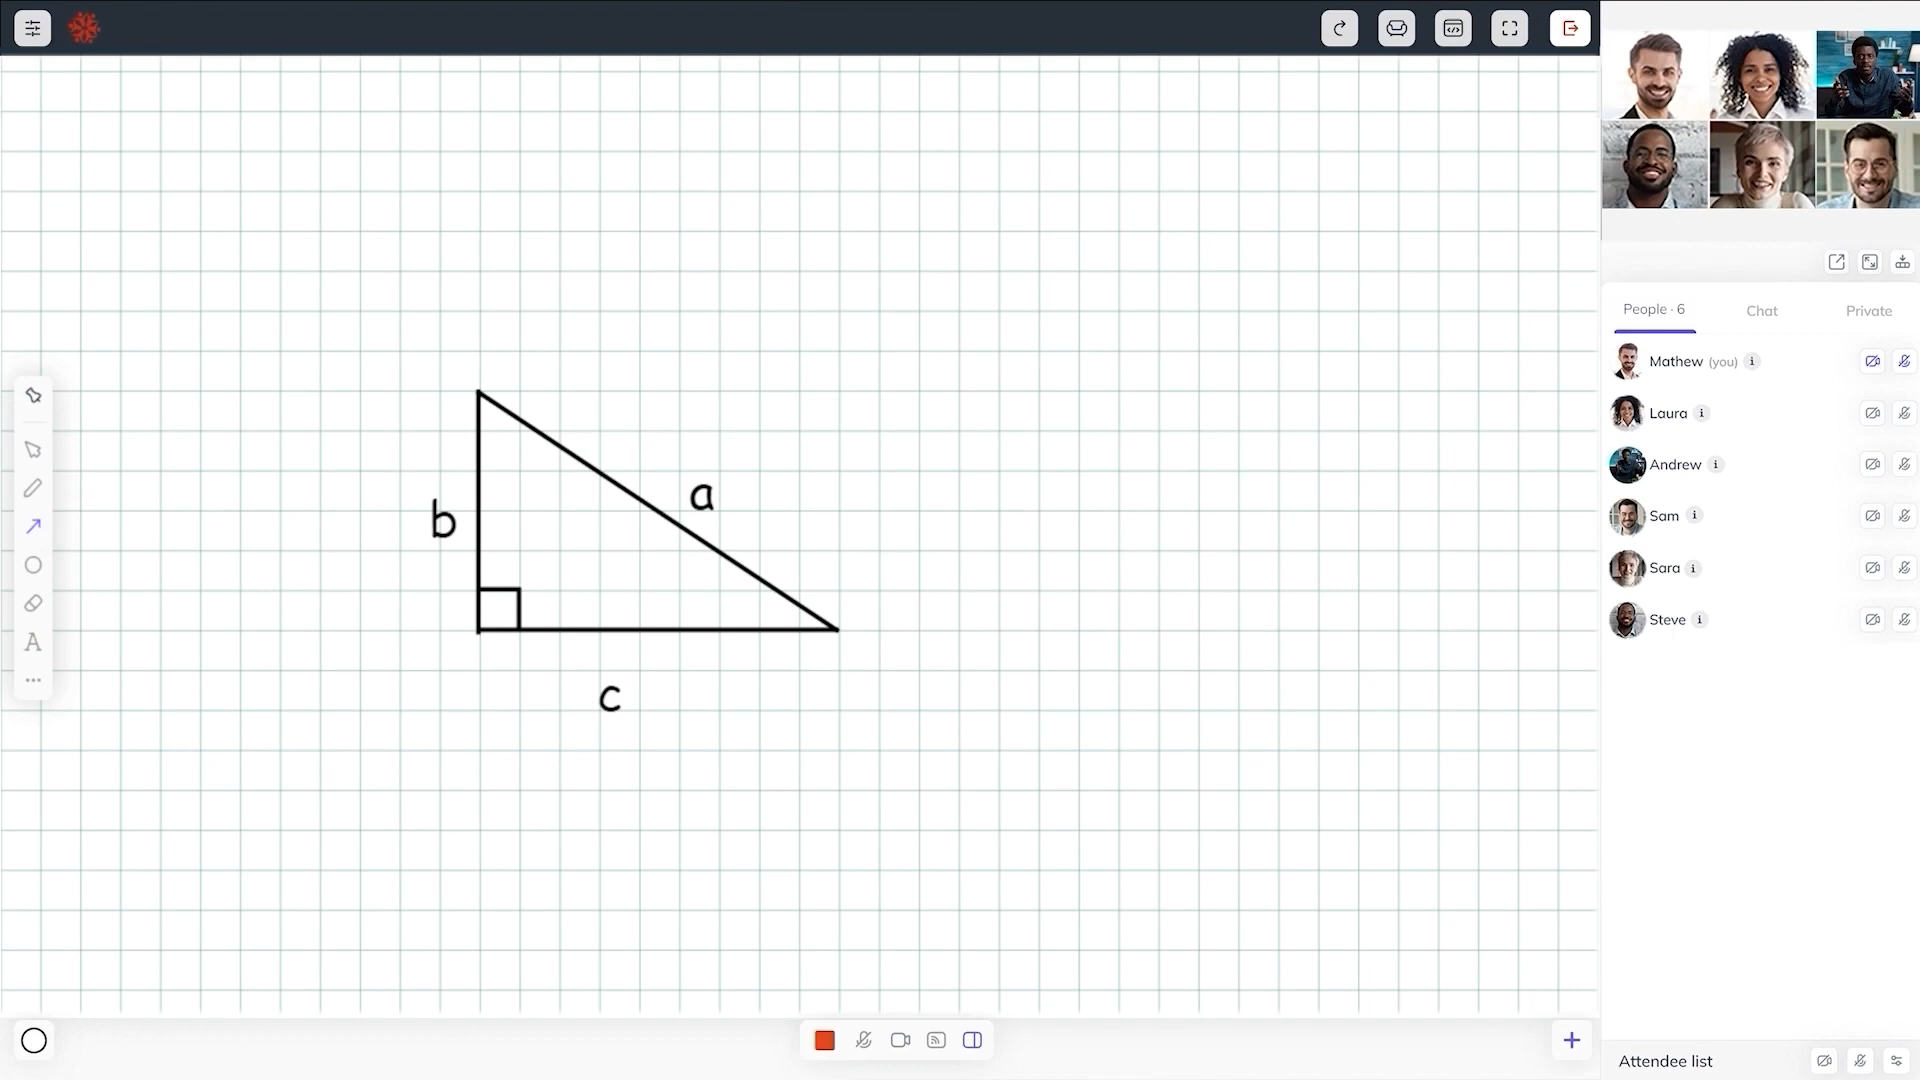 People · 6
Chat
Private
Mathew (you)
Laura
Andrew
Sam
Sara
Steve
b
a
c
A
Attendee list